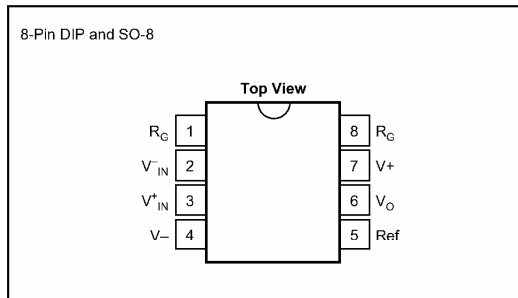 8-Pin DIP and SO-8
Top View
R_G 1 8 R_G
V⁻_IN 2 7 V+
V⁺_IN 3 6 V_O
V– 4 5 Ref